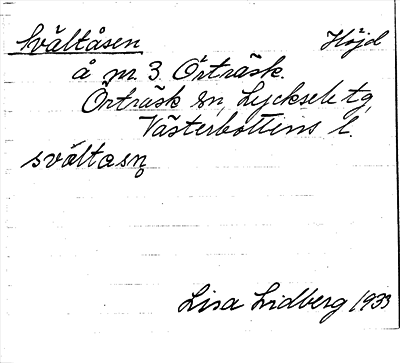 Svältåsen Höjd
å nr. 3 Örträsk.
Örträsk sn, Lycksele tg,
Västerbottens l.
svältasn̥
Lisa Lidberg 1933